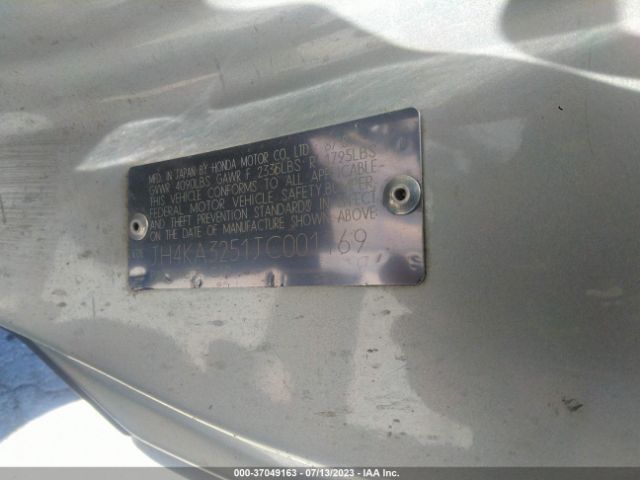 MFD. IN JAPAN BY HONDA MOTOR CO., LTD. 87
GVWR 4090LBS GAWR F 2336LBS R 1795LBS
THIS VEHICLE CONFORMS TO ALL APPLICABLE
FEDERAL MOTOR VEHICLE SAFETY, BUMPER,
AND THEFT PREVENTION STANDARDS IN EFFECT
ON THE DATE OF MANUFACTURE SHOWN ABOVE.
JH4KA3251JC001169
000-37049163 - 07/13/2023 - IAA Inc.